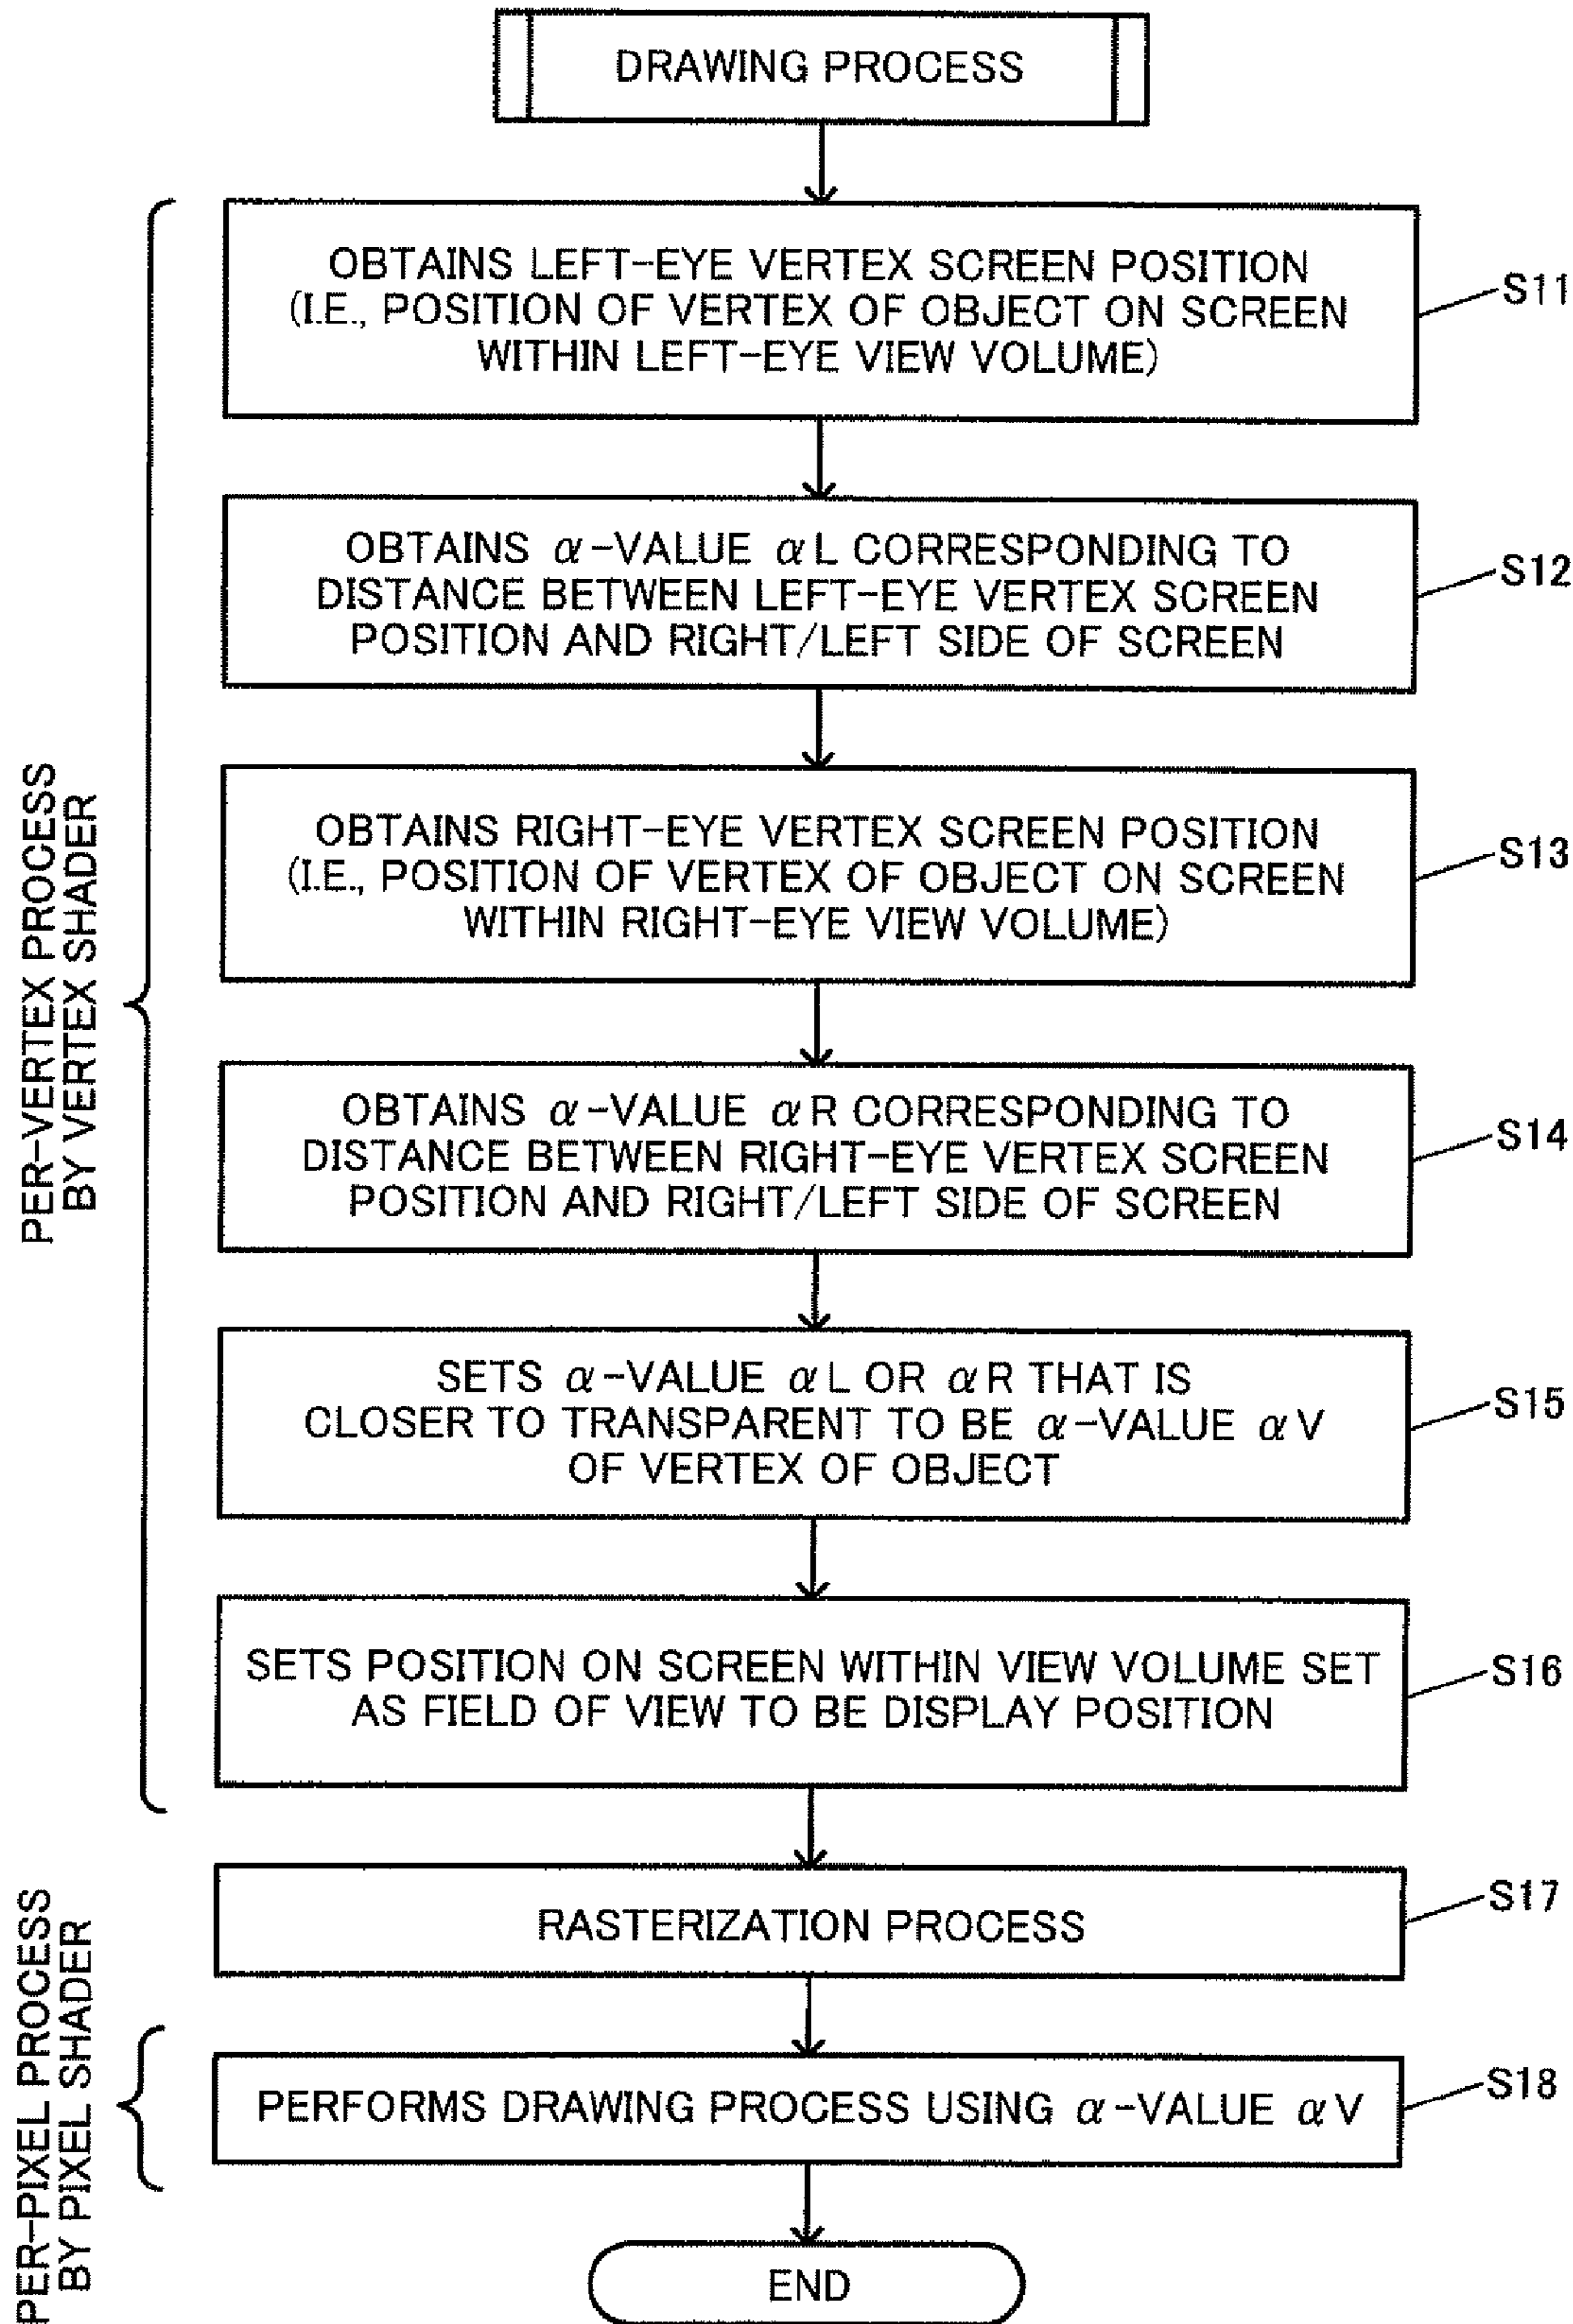 DRAWING PROCESS
OBTAINS LEFT-EYE VERTEX SCREEN POSITION
(I.E., POSITION OF VERTEX OF OBJECT ON SCREEN
WITHIN LEFT-EYE VIEW VOLUME)
S11
OBTAINS α-VALUE αL CORRESPONDING TO
DISTANCE BETWEEN LEFT-EYE VERTEX SCREEN
POSITION AND RIGHT/LEFT SIDE OF SCREEN
S12
OBTAINS RIGHT-EYE VERTEX SCREEN POSITION
(I.E., POSITION OF VERTEX OF OBJECT ON SCREEN
WITHIN RIGHT-EYE VIEW VOLUME)
S13
OBTAINS α-VALUE αR CORRESPONDING TO
DISTANCE BETWEEN RIGHT-EYE VERTEX SCREEN
POSITION AND RIGHT/LEFT SIDE OF SCREEN
S14
SETS α-VALUE αL OR αR THAT IS
CLOSER TO TRANSPARENT TO BE α-VALUE αV
OF VERTEX OF OBJECT
S15
SETS POSITION ON SCREEN WITHIN VIEW VOLUME SET
AS FIELD OF VIEW TO BE DISPLAY POSITION
S16
PER-VERTEX PROCESS
BY VERTEX SHADER
RASTERIZATION PROCESS
S17
PERFORMS DRAWING PROCESS USING α-VALUE αV
S18
PER-PIXEL PROCESS
BY PIXEL SHADER
END